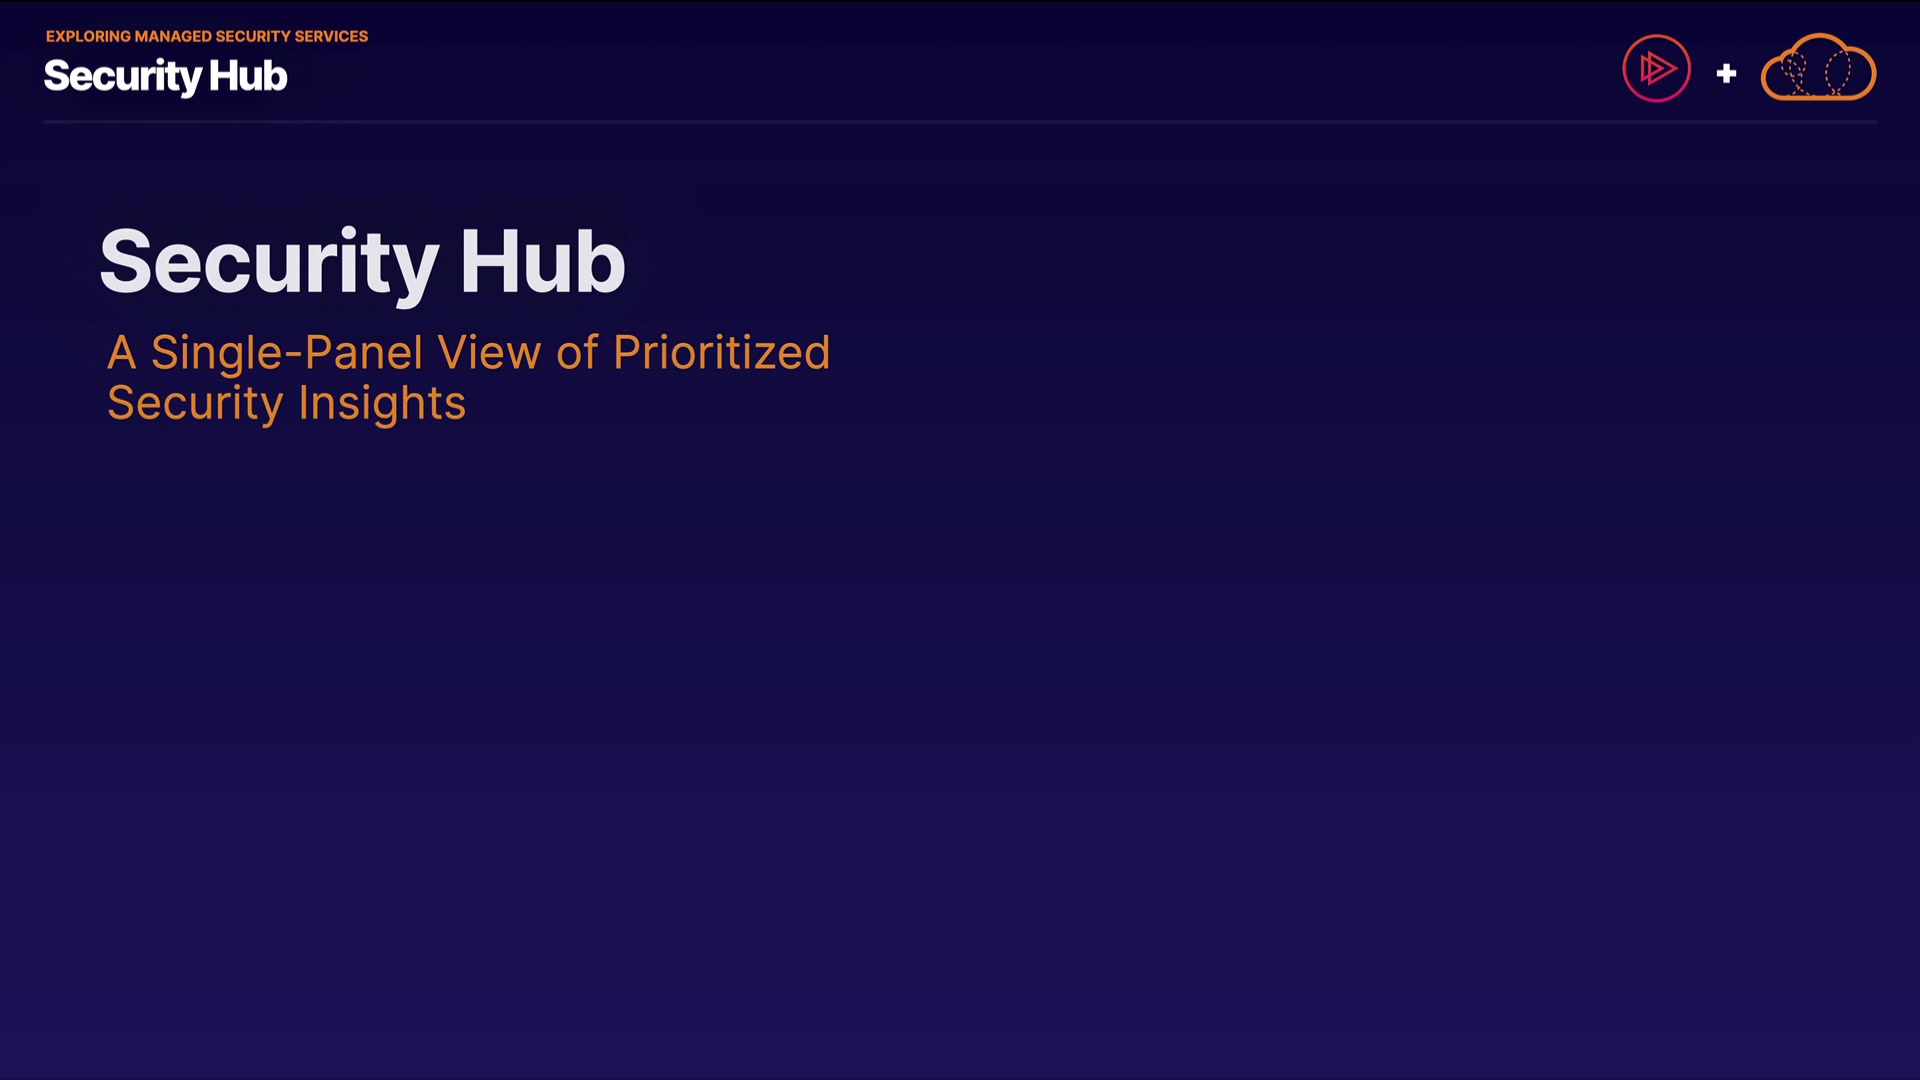 EXPLORING MANAGED SECURITY SERVICES
Security Hub
Security Hub
A Single-Panel View of Prioritized
Security Insights